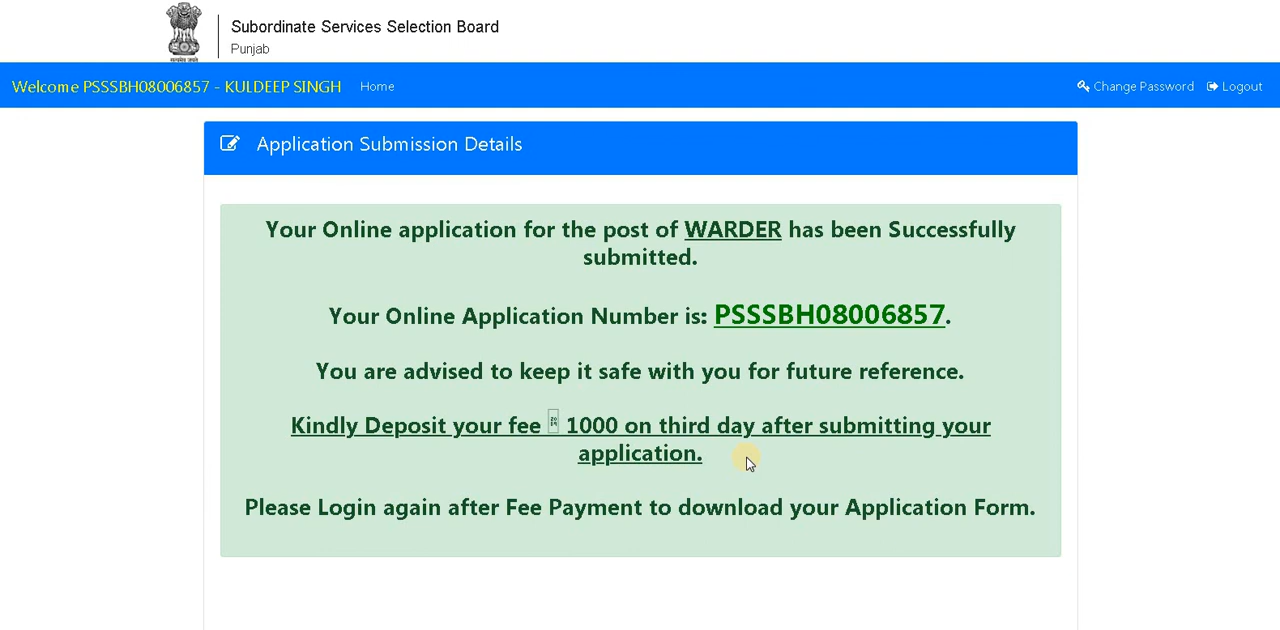 Subordinate Services Selection Board
Punjab
Welcome PSSSBH08006857 - KULDEEP SINGH Home Change Password Logout
Application Submission Details
Your Online application for the post of WARDER has been Successfully
submitted.
Your Online Application Number is: PSSSBH08006857.
You are advised to keep it safe with you for future reference.
Kindly Deposit your fee 1000 on third day after submitting your
application.
Please Login again after Fee Payment to download your Application Form.